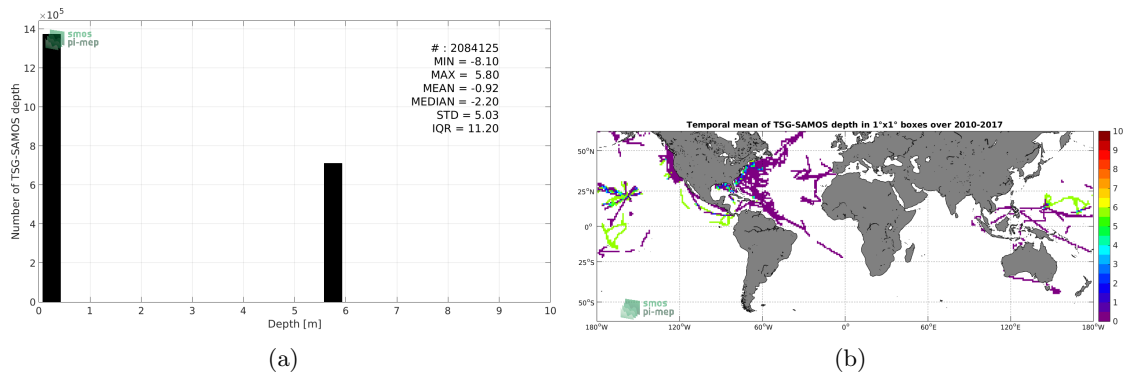 ×10⁵
14
12
10
8
6
4
2
0
Number of TSG-SAMOS depth
smos
pi-mep
# : 2084125
MIN = -8.10
MAX = 5.80
MEAN = -0.92
MEDIAN = -2.20
STD = 5.03
IQR = 11.20
0 1 2 3 4 5 6 7 8 9 10
Depth [m]
(a)
Temporal mean of TSG-SAMOS depth in 1°x1° boxes over 2010-2017
50°N
25°N
0°
25°S
50°S
smos
pi-mep
180°W 120°W 60°W 0° 60°E 120°E 180°W
10
9
8
7
6
5
4
3
2
1
0
(b)